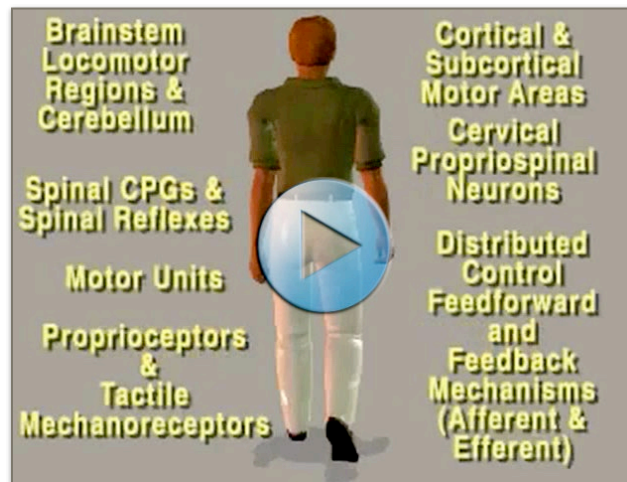 Brainstem
Locomotor
Regions &
Cerebellum
Spinal CPGs &
Spinal Reflexes
Motor Units
Proprioceptors
&
Tactile
Mechanoreceptors
Cortical &
Subcortical
Motor Areas
Cervical
Propriospinal
Neurons
Distributed
Control
Feedforward
and
Feedback
Mechanisms
(Afferent &
Efferent)